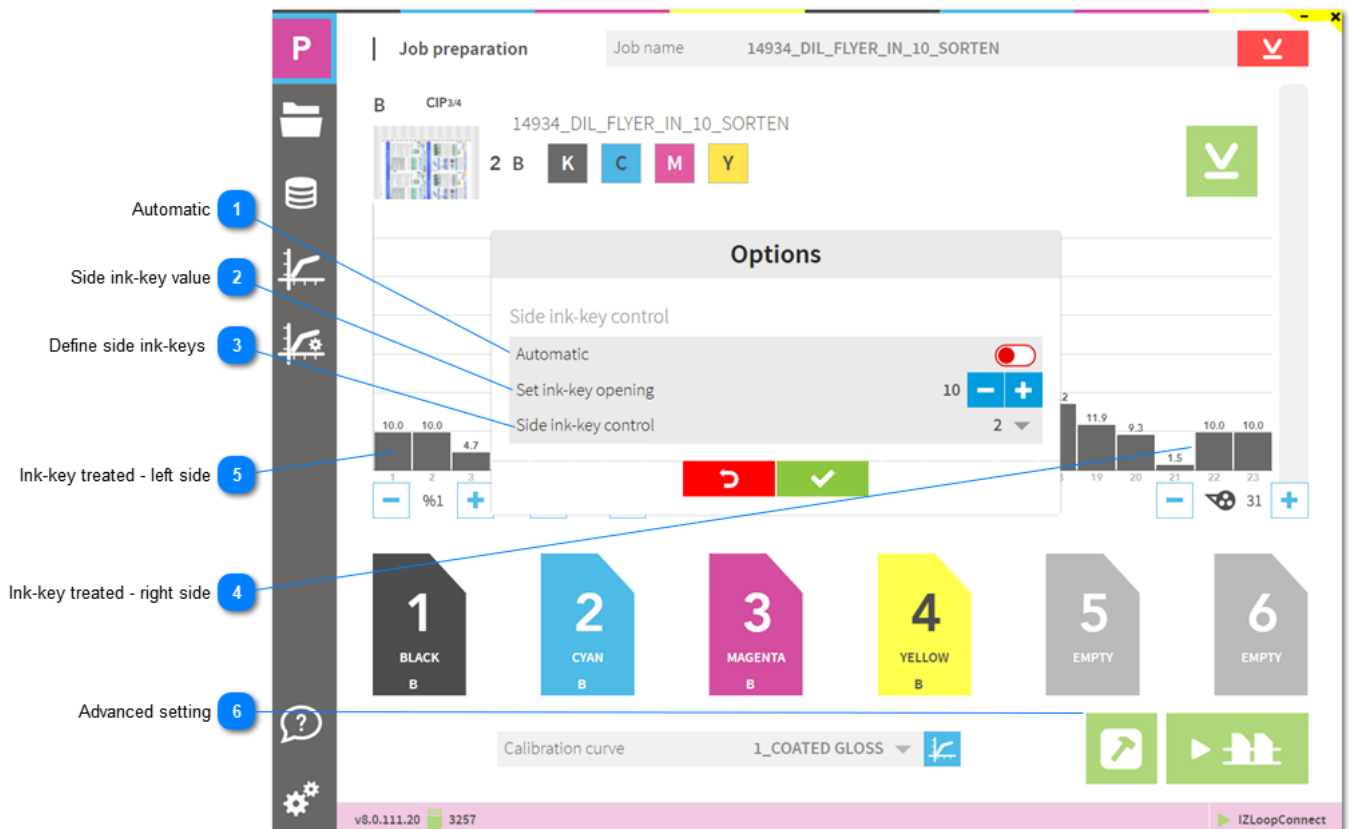 P
Job preparation
Job name 14934_DIL_FLYER_IN_10_SORTEN
B CIP3/4
14934_DIL_FLYER_IN_10_SORTEN
2 B K C M Y
Automatic 1
Side ink-key value 2
Define side ink-keys 3
Ink-key treated - left side 5
Ink-key treated - right side 4
Advanced setting 6
Options
Side ink-key control
Automatic
Set ink-key opening 10 - +
Side ink-key control 2
10.0 10.0 4.7 11.9 9.3 1.5 10.0 10.0
1 2 3 19 20 21 22 23
- %1 + - 31 +
1 BLACK B
2 CYAN B
3 MAGENTA B
4 YELLOW B
5 EMPTY
6 EMPTY
?
Calibration curve 1_COATED GLOSS
v8.0.111.20 3257
IZLoopConnect